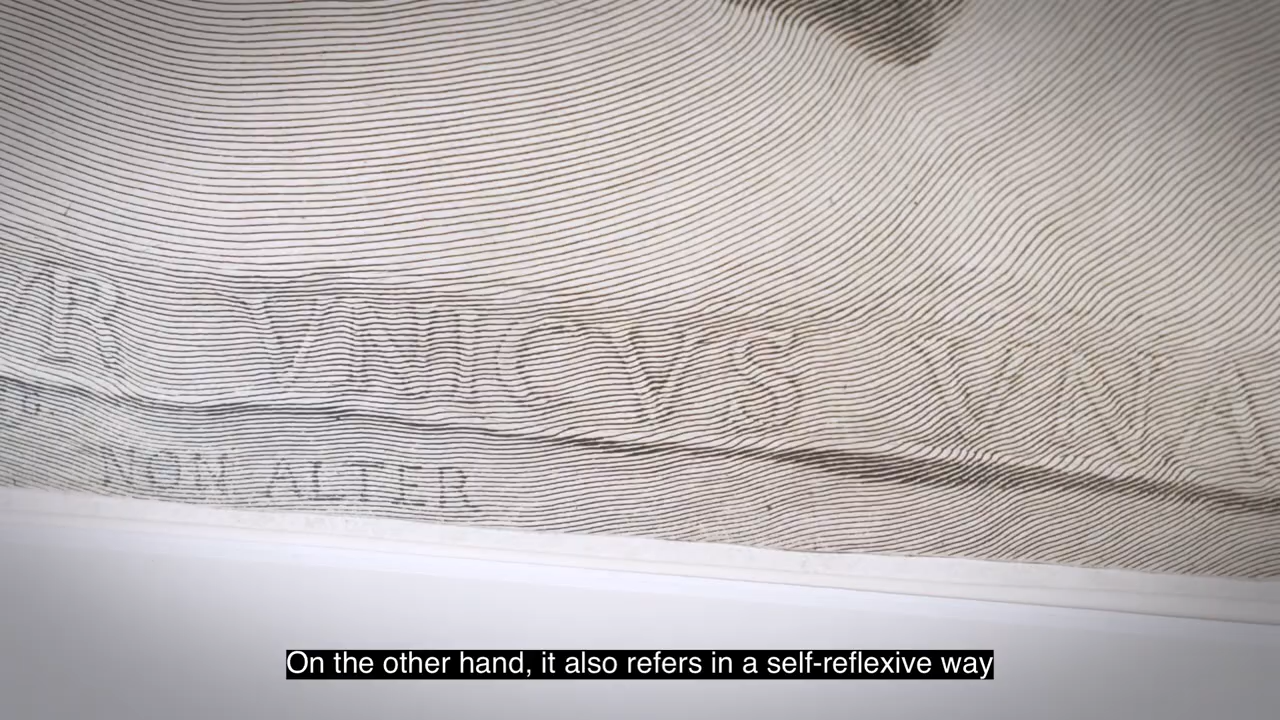 VNICVS VNA
NON ALTER
On the other hand, it also refers in a self-reflexive way